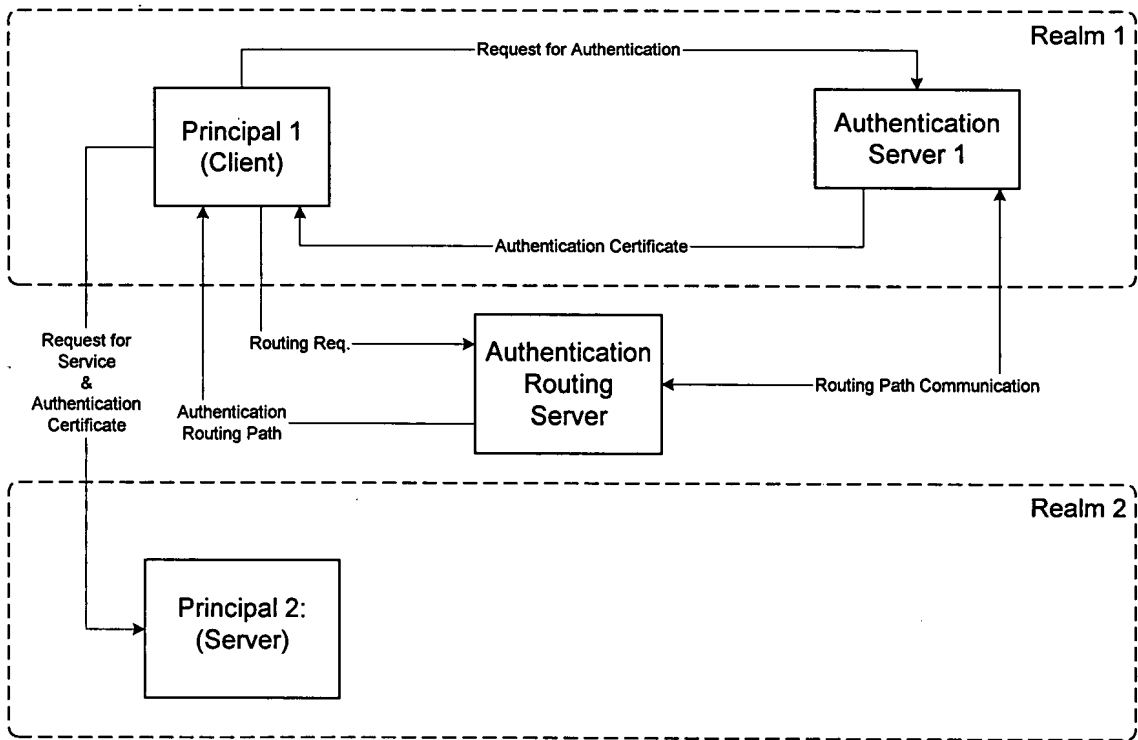 Realm 1
Request for Authentication
Principal 1
(Client)
Authentication
Server 1
Authentication Certificate
Request for
Service
&
Authentication
Certificate
Routing Req.
Authentication
Routing Path
Authentication
Routing
Server
Routing Path Communication
Realm 2
Principal 2:
(Server)